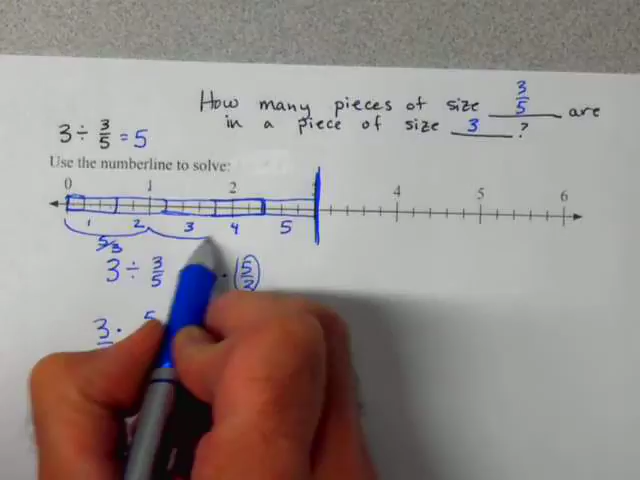 How many pieces of size 3/5 are
in a piece of size 3 ?
3 ÷ 3/5 = 5
Use the numberline to solve:
0 1 2 4 5 6
1 2 3 4 5
5/3
3 ÷ 3/5 · 5/3
3 · 5